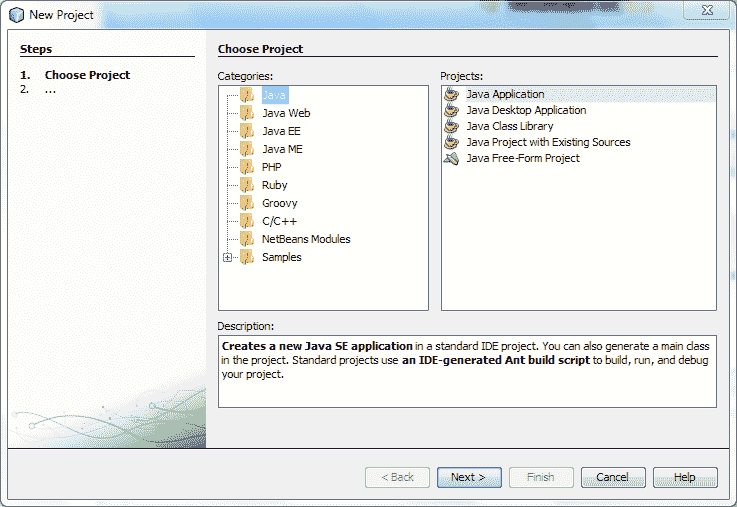 New Project
Steps
1. Choose Project
2. ...
Choose Project
Categories:
Java
Java Web
Java EE
Java ME
PHP
Ruby
Groovy
C/C++
NetBeans Modules
Samples
Projects:
Java Application
Java Desktop Application
Java Class Library
Java Project with Existing Sources
Java Free-Form Project
Description:
Creates a new Java SE application in a standard IDE project. You can also generate a main class
in the project. Standard projects use an IDE-generated Ant build script to build, run, and debug
your project.
< Back
Next >
Finish
Cancel
Help